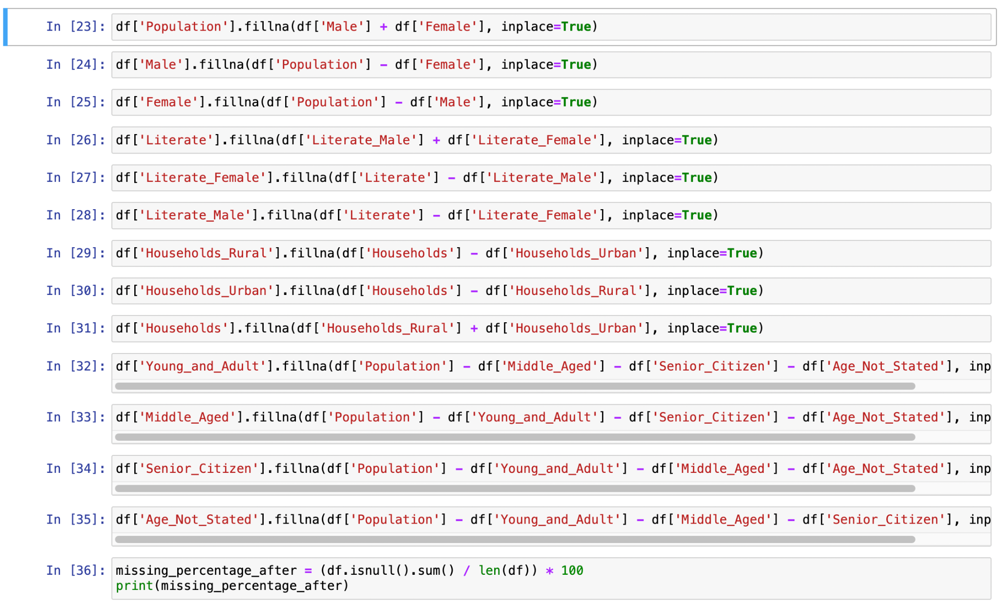 In [23]: df['Population'].fillna(df['Male'] + df['Female'], inplace=True)
In [24]: df['Male'].fillna(df['Population'] - df['Female'], inplace=True)
In [25]: df['Female'].fillna(df['Population'] - df['Male'], inplace=True)
In [26]: df['Literate'].fillna(df['Literate_Male'] + df['Literate_Female'], inplace=True)
In [27]: df['Literate_Female'].fillna(df['Literate'] - df['Literate_Male'], inplace=True)
In [28]: df['Literate_Male'].fillna(df['Literate'] - df['Literate_Female'], inplace=True)
In [29]: df['Households_Rural'].fillna(df['Households'] - df['Households_Urban'], inplace=True)
In [30]: df['Households_Urban'].fillna(df['Households'] - df['Households_Rural'], inplace=True)
In [31]: df['Households'].fillna(df['Households_Rural'] + df['Households_Urban'], inplace=True)
In [32]: df['Young_and_Adult'].fillna(df['Population'] - df['Middle_Aged'] - df['Senior_Citizen'] - df['Age_Not_Stated'], inp
In [33]: df['Middle_Aged'].fillna(df['Population'] - df['Young_and_Adult'] - df['Senior_Citizen'] - df['Age_Not_Stated'], inp
In [34]: df['Senior_Citizen'].fillna(df['Population'] - df['Young_and_Adult'] - df['Middle_Aged'] - df['Age_Not_Stated'], inp
In [35]: df['Age_Not_Stated'].fillna(df['Population'] - df['Young_and_Adult'] - df['Middle_Aged'] - df['Senior_Citizen'], inp
In [36]: missing_percentage_after = (df.isnull().sum() / len(df)) * 100
print(missing_percentage_after)